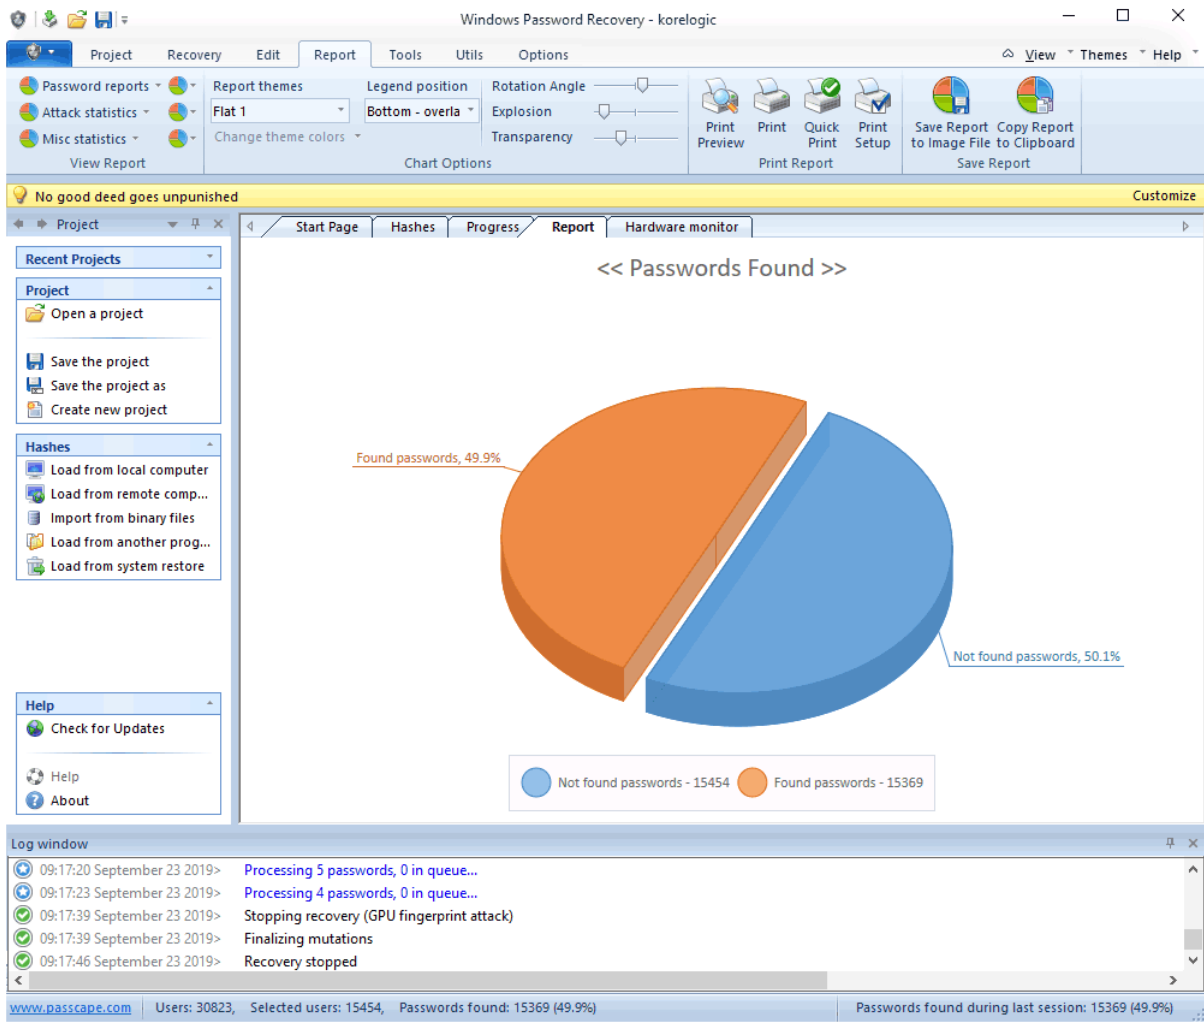 Windows Password Recovery - korelogic
Project Recovery Edit Report Tools Utils Options View Themes Help
Password reports
Attack statistics
Misc statistics
View Report
Report themes
Flat 1
Change theme colors
Legend position
Bottom - overla
Rotation Angle
Explosion
Transparency
Chart Options
Print Preview
Print
Quick Print
Print Setup
Print Report
Save Report to Image File
Copy Report to Clipboard
Save Report
No good deed goes unpunished Customize
Project
Start Page Hashes Progress Report Hardware monitor
Recent Projects
Project
Open a project
Save the project
Save the project as
Create new project
Hashes
Load from local computer
Load from remote comp...
Import from binary files
Load from another prog...
Load from system restore
Help
Check for Updates
Help
About
<< Passwords Found >>
Found passwords, 49.9%
Not found passwords, 50.1%
Not found passwords - 15454 Found passwords - 15369
Log window
09:17:20 September 23 2019> Processing 5 passwords, 0 in queue...
09:17:23 September 23 2019> Processing 4 passwords, 0 in queue...
09:17:39 September 23 2019> Stopping recovery (GPU fingerprint attack)
09:17:39 September 23 2019> Finalizing mutations
09:17:46 September 23 2019> Recovery stopped
www.passcape.com Users: 30823, Selected users: 15454, Passwords found: 15369 (49.9%) Passwords found during last session: 15369 (49.9%)